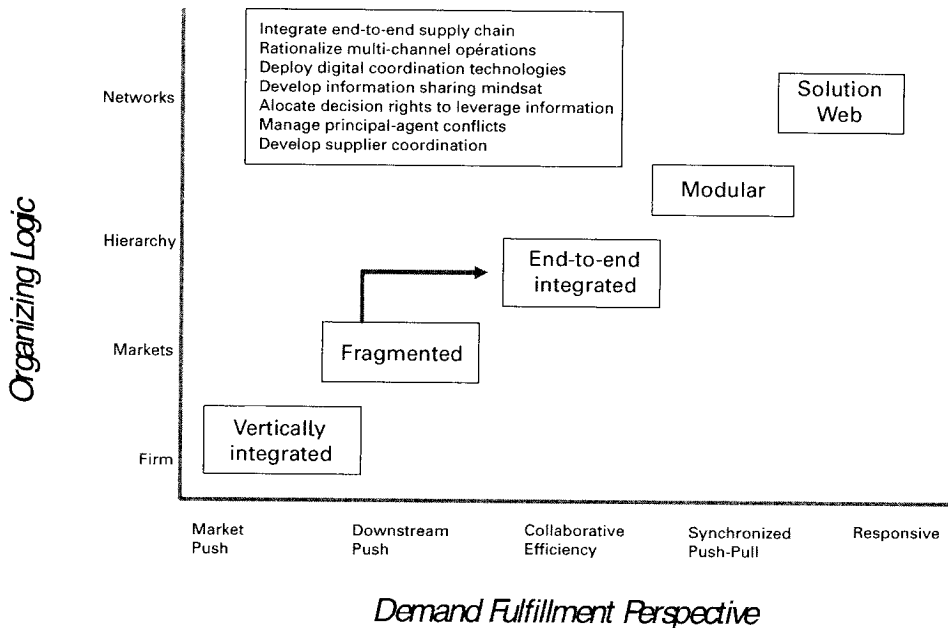 Integrate end-to-end supply chain
Rationalize multi-channel opérations
Deploy digital coordination technologies
Develop information sharing mindsat
Alocate decision rights to leverage information
Manage principal-agent conflicts
Develop supplier coordination
Networks
Solution
Web
Modular
Hierarchy
End-to-end
integrated
Markets
Fragmented
Vertically
integrated
Firm
Organizing Logic
Market
Push
Downstream
Push
Collaborative
Efficiency
Synchronized
Push-Pull
Responsive
Demand Fulfillment Perspective